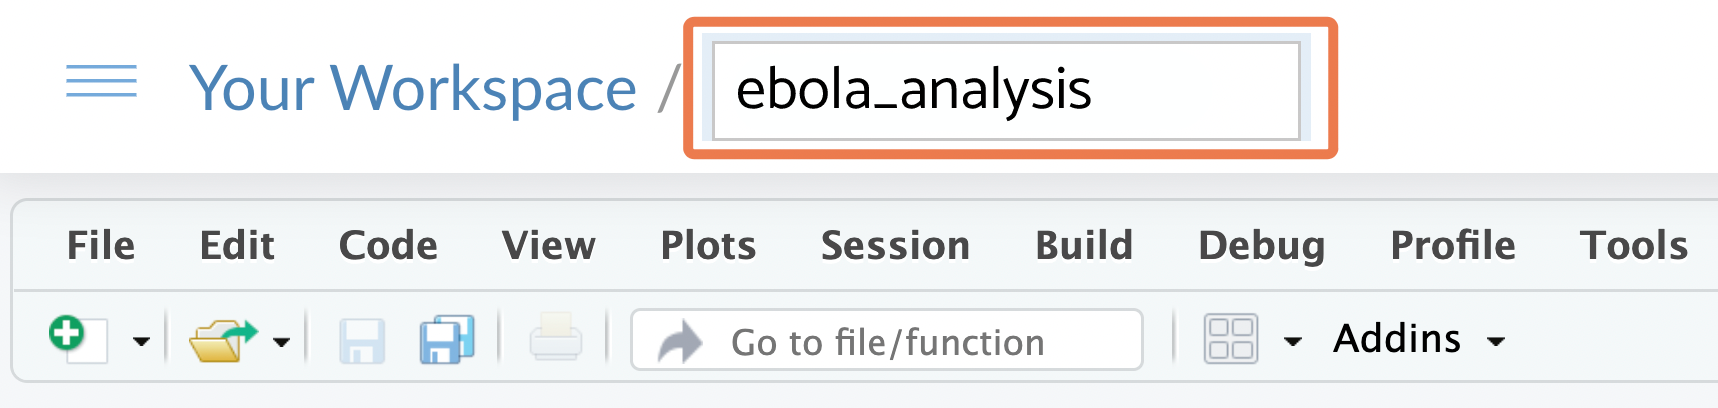 Your Workspace / ebola_analysis
File Edit Code View Plots Session Build Debug Profile Tools
Go to file/function Addins